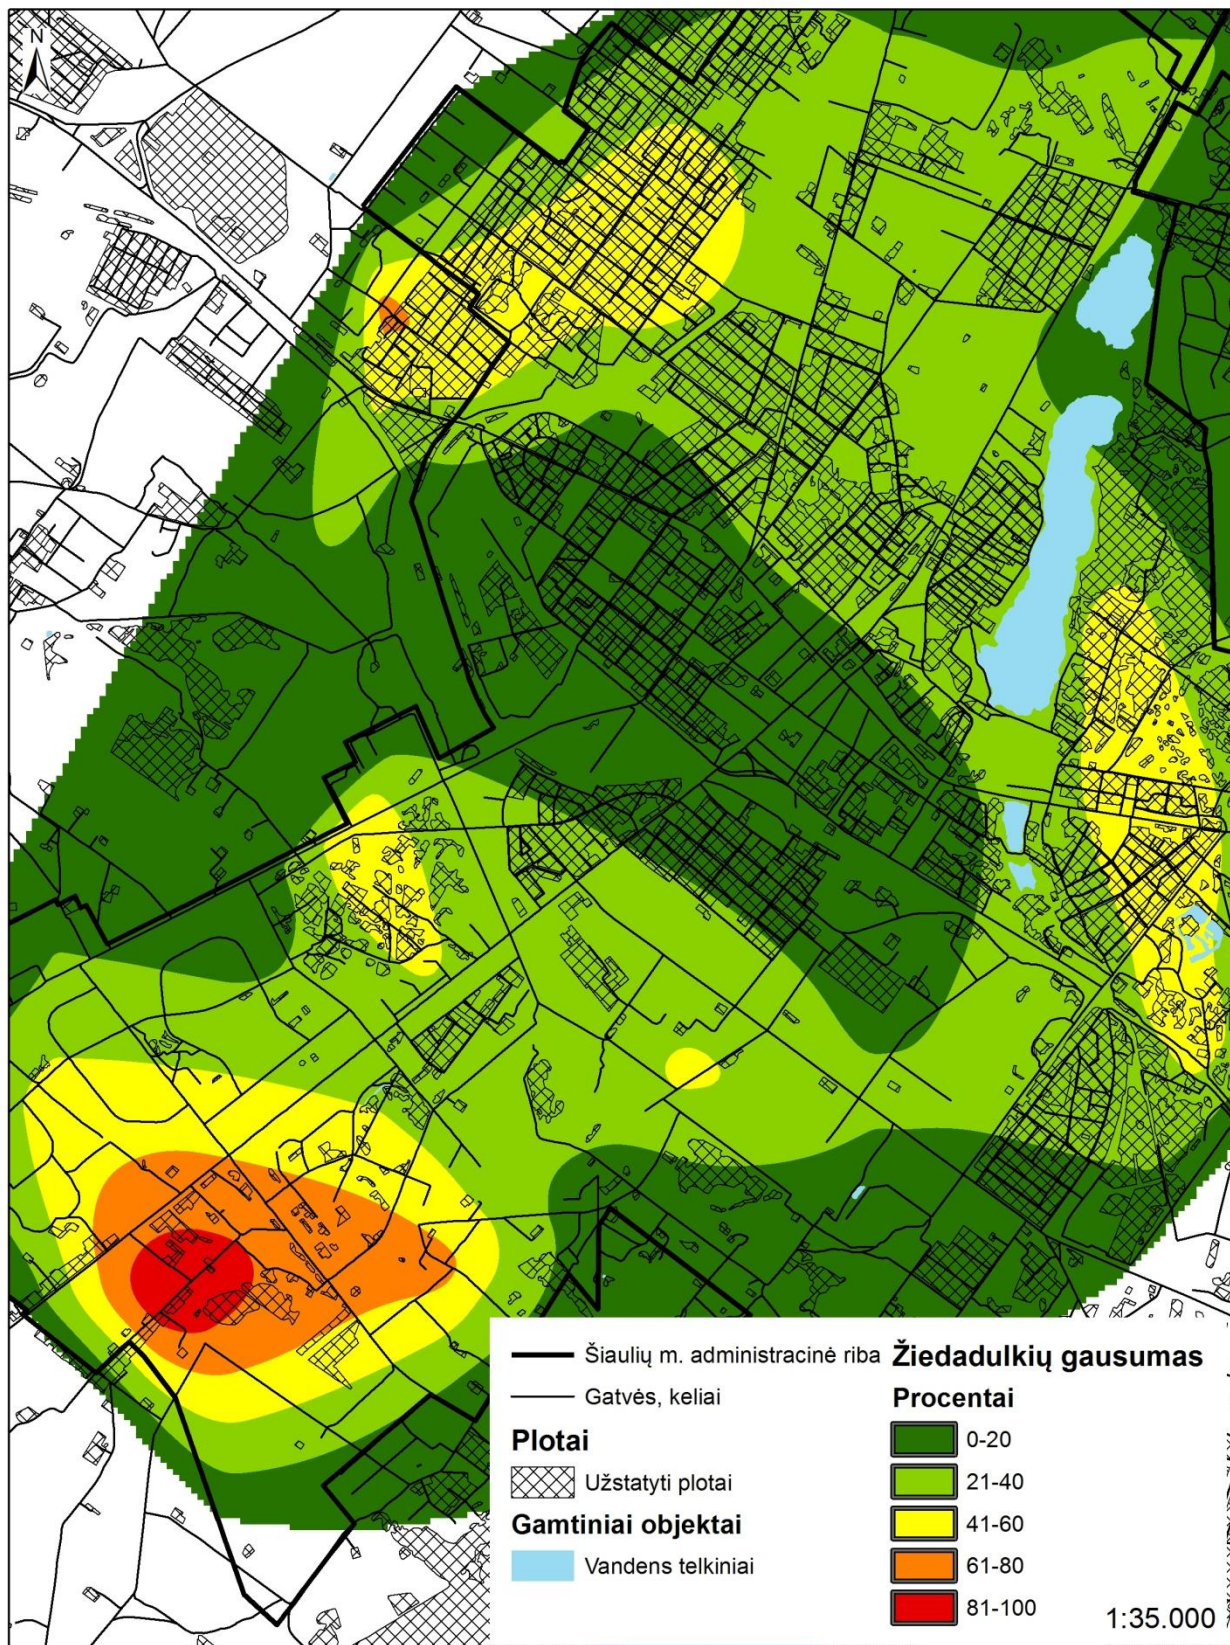 N
Šiaulių m. administracinė riba
Gatvės, keliai
Plotai
Užstatyti plotai
Gamtiniai objektai
Vandens telkiniai
Žiedadulkių gausumas
Procentai
0-20
21-40
41-60
61-80
81-100
1:35.000